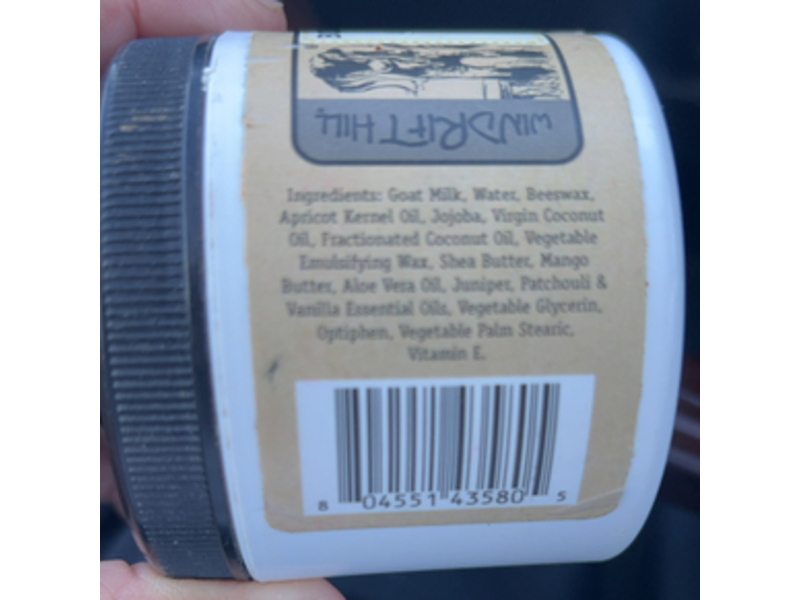 WINDRIFT HILL
Ingredients: Goat Milk, Water, Beeswax,
Apricot Kernel Oil, Jojoba, Virgin Coconut
Oil, Fractionated Coconut Oil, Vegetable
Emulsifying Wax, Shea Butter, Mango
Butter, Aloe Vera Oil, Juniper, Patchouli &
Vanilla Essential Oils, Vegetable Glycerin,
Optiphen, Vegetable Palm Stearic,
Vitamin E.
8 04551 43580 5